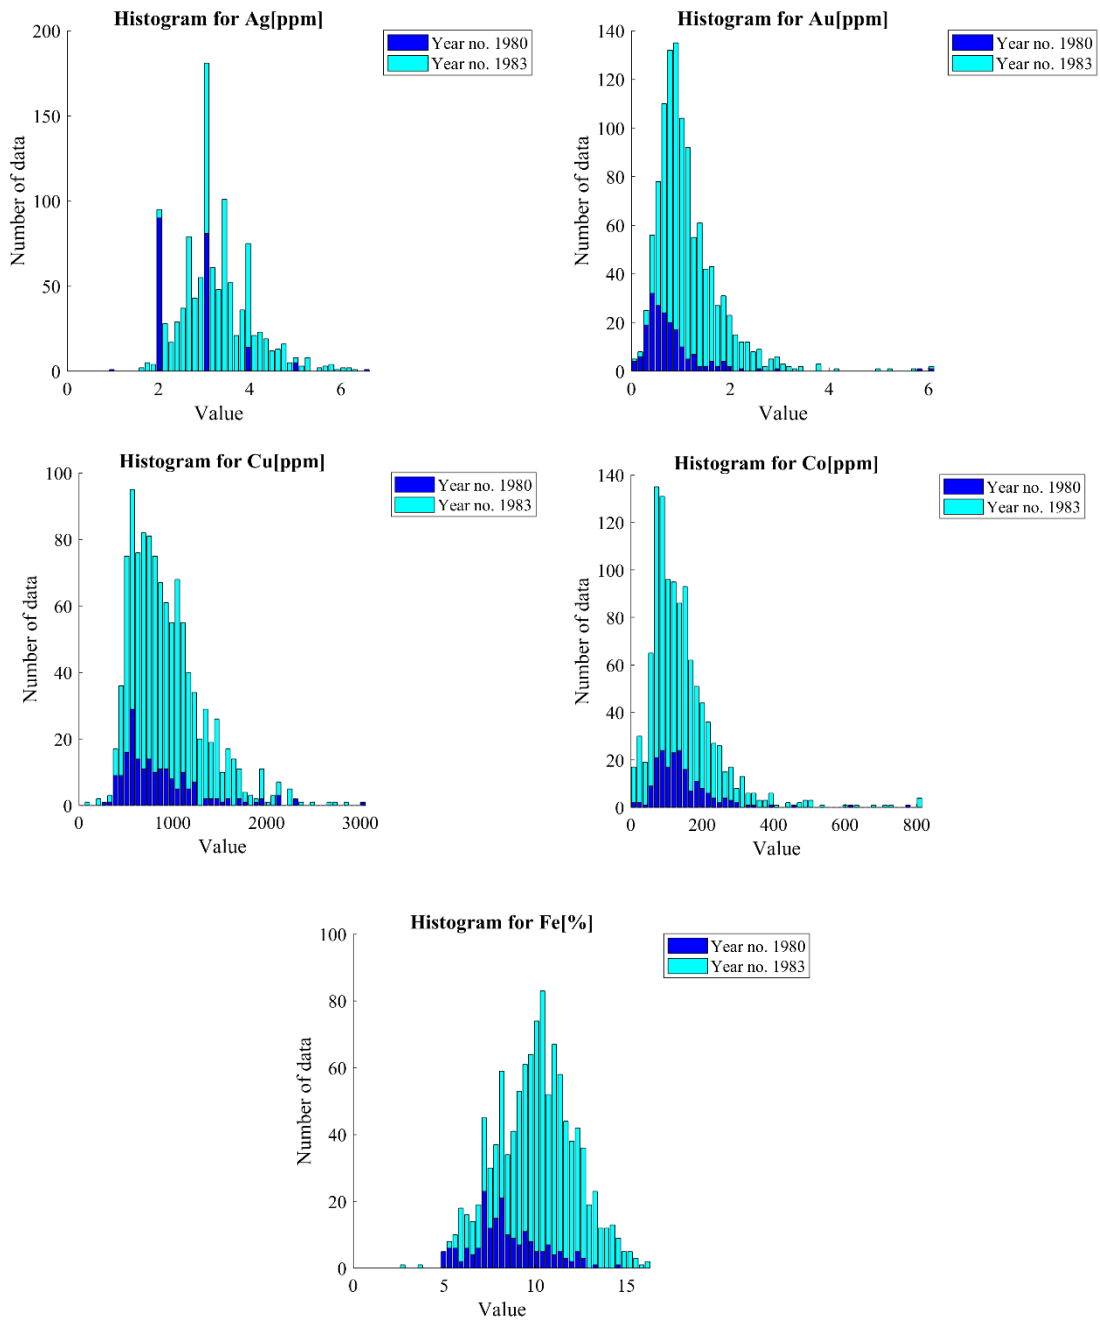 Histogram for Ag[ppm]
200
150
100
50
0
0 2 4 6
Number of data
Value
Year no. 1980
Year no. 1983
Histogram for Au[ppm]
140
120
100
80
60
40
20
0
0 2 4 6
Number of data
Value
Year no. 1980
Year no. 1983
Histogram for Cu[ppm]
100
80
60
40
20
0
0 1000 2000 3000
Number of data
Value
Year no. 1980
Year no. 1983
Histogram for Co[ppm]
140
120
100
80
60
40
20
0
0 200 400 600 800
Number of data
Value
Year no. 1980
Year no. 1983
Histogram for Fe[%]
100
80
60
40
20
0
0 5 10 15
Number of data
Value
Year no. 1980
Year no. 1983